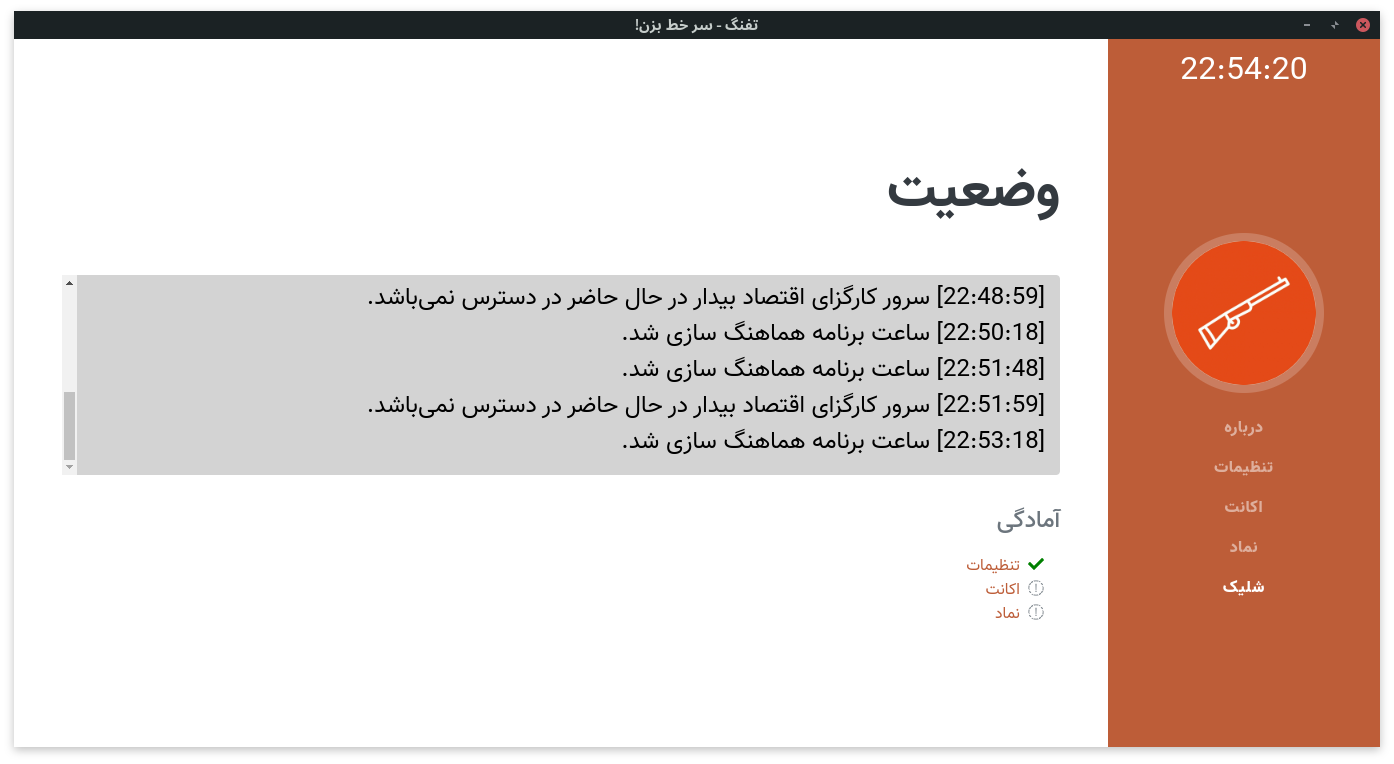 تفنگ - سر خط بزن!
22:54:20
درباره
تنظیمات
اکانت
نماد
شلیک
وضعیت
[22:48:59] سرور کارگزای اقتصاد بیدار در حال حاضر در دسترس نمی‌باشد.
[22:50:18] ساعت برنامه هماهنگ سازی شد.
[22:51:48] ساعت برنامه هماهنگ سازی شد.
[22:51:59] سرور کارگزای اقتصاد بیدار در حال حاضر در دسترس نمی‌باشد.
[22:53:18] ساعت برنامه هماهنگ سازی شد.
آمادگی
تنظیمات
اکانت
نماد